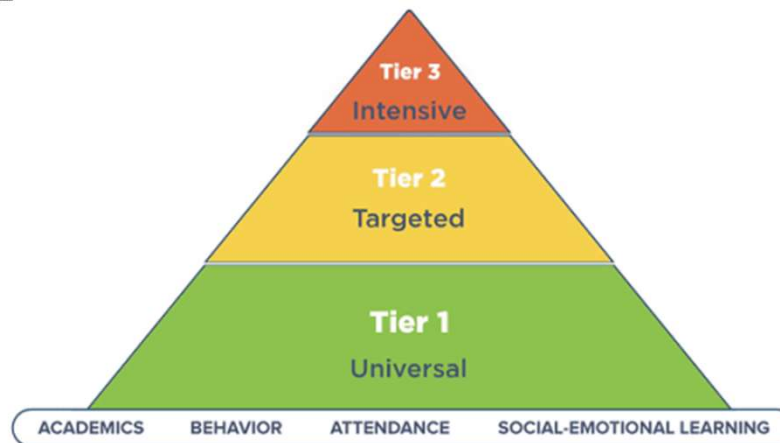 Tier 3
Intensive
Tier 2
Targeted
Tier 1
Universal
ACADEMICS BEHAVIOR ATTENDANCE SOCIAL-EMOTIONAL LEARNING